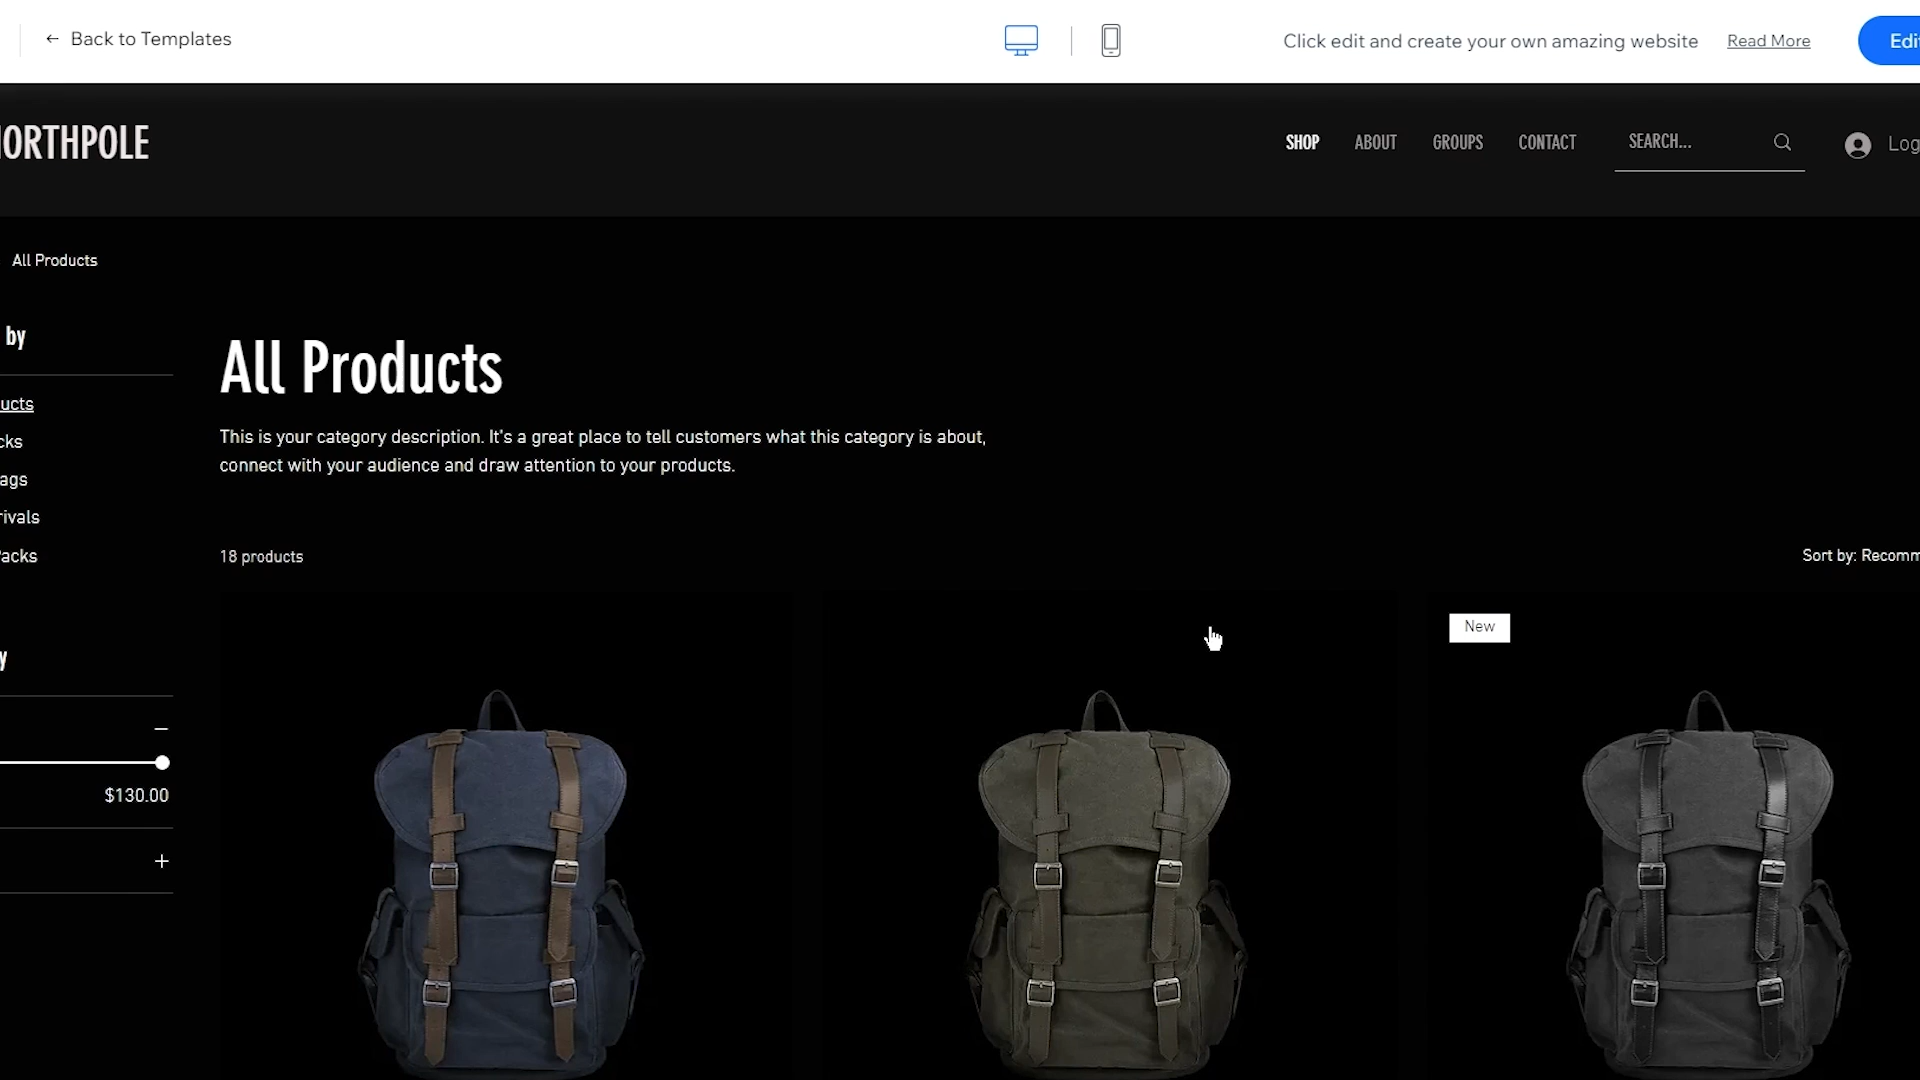 ← Back to Templates
Click edit and create your own amazing website
Read More
Edi
ORTHPOLE
SHOP
ABOUT
GROUPS
CONTACT
SEARCH...
Log
All Products
by
ucts
cks
ags
rivals
acks
y
$130.00
All Products
This is your category description. It's a great place to tell customers what this category is about,
connect with your audience and draw attention to your products.
18 products
Sort by: Recomm
New